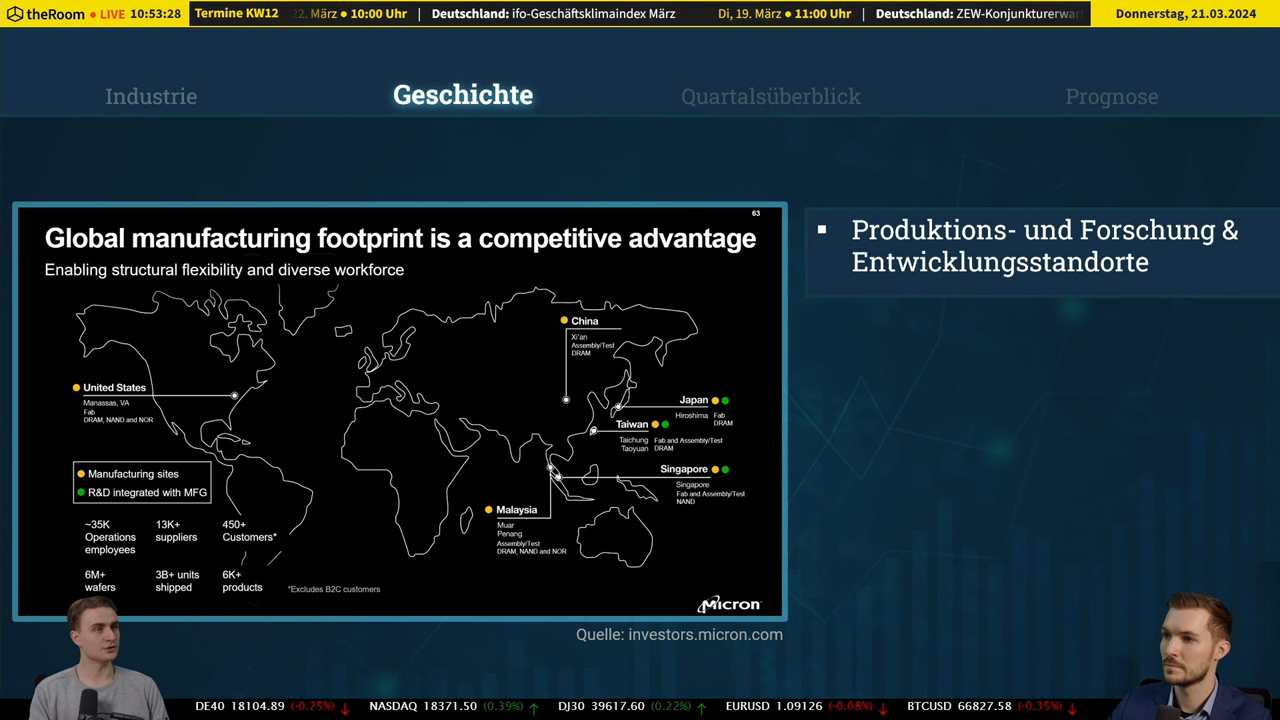 theRoom • LIVE 10:53:28
Termine KW12
22. März • 10:00 Uhr | Deutschland: ifo-Geschäftsklimaindex März
Di, 19. März • 11:00 Uhr | Deutschland: ZEW-Konjunkturerwar
Donnerstag, 21.03.2024
Industrie
Geschichte
Quartalsüberblick
Prognose
63
Global manufacturing footprint is a competitive advantage
Enabling structural flexibility and diverse workforce
China
Xi'an
Assembly/Test
DRAM
United States
Manassas, VA
Fab
DRAM, NAND and NOR
Japan
Hiroshima Fab
DRAM
Taiwan
Taichung Fab and Assembly/Test
Taoyuan DRAM
Singapore
Singapore
Fab and Assembly/Test
NAND
Malaysia
Muar
Penang
Assembly/Test
DRAM, NAND and NOR
Manufacturing sites
R&D integrated with MFG
~35K
Operations
employees
13K+
suppliers
450+
Customers*
6M+
wafers
3B+ units
shipped
6K+
products
*Excludes B2C customers
Micron
Quelle: investors.micron.com
▪ Produktions- und Forschung &
Entwicklungsstandorte
DE40 18104.89 (-0.25%) ↓ NASDAQ 18371.50 (0.39%) ↑ DJ30 39617.60 (0.22%) ↑ EURUSD 1.09126 (-0.08%) ↓ BTCUSD 66827.58 (-0.35%) ↓